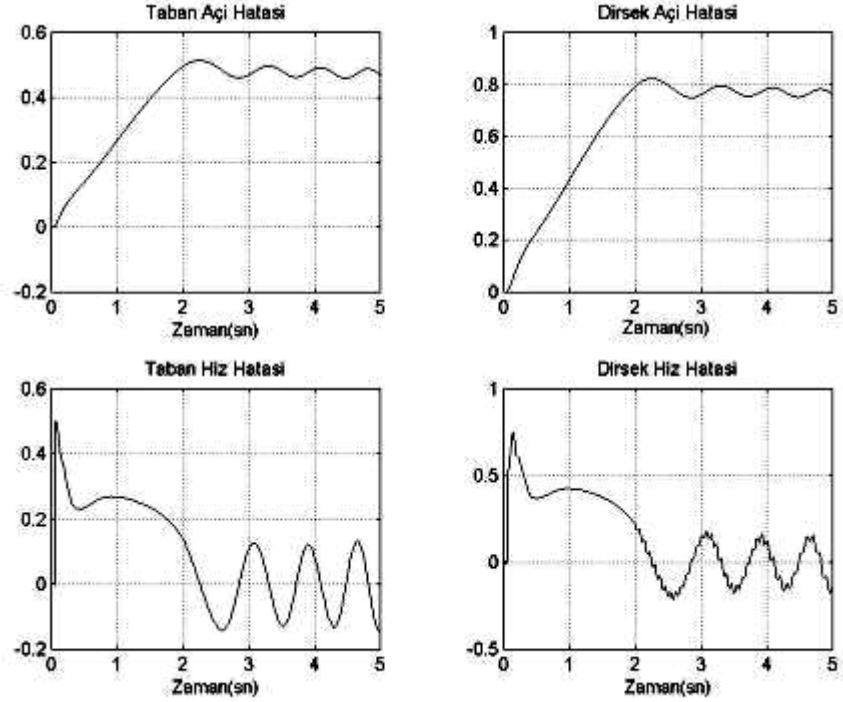 Taban Açi Hatasi
0.6
0.4
0.2
0
-0.2
0 1 2 3 4 5
Zaman(sn)
Dirsek Açi Hatasi
1
0.8
0.6
0.4
0.2
0
0 1 2 3 4 5
Zaman(sn)
Taban Hiz Hatasi
0.6
0.4
0.2
0
-0.2
0 1 2 3 4 5
Zaman(sn)
Dirsek Hiz Hatasi
1
0.5
0
-0.5
0 1 2 3 4 5
Zaman(sn)